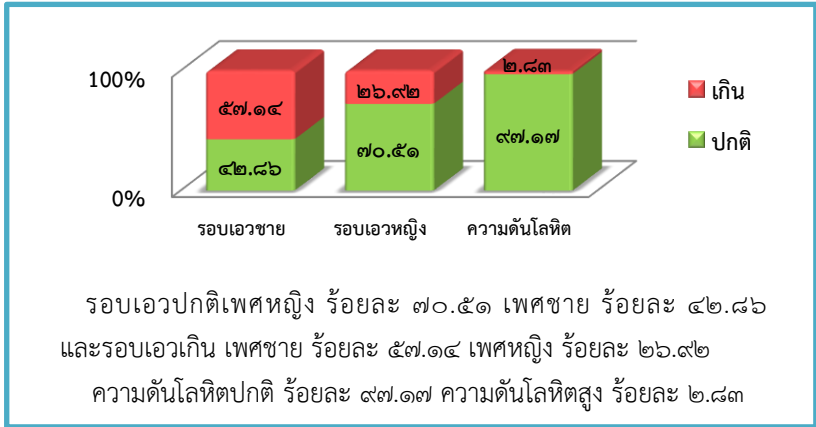 ๒.๘๓
100%
เกิน
๕๗.๑๔
๒๖.๙๒
๙๗.๑๗
ปกติ
๗๐.๕๑
๔๒.๘๖
0%
รอบเอวชาย รอบเอวหญิง ความดันโลหิต
รอบเอวปกติเพศหญิง ร้อยละ ๗๐.๕๑ เพศชาย ร้อยละ ๔๒.๘๖
และรอบเอวเกิน เพศชาย ร้อยละ ๕๗.๑๔ เพศหญิง ร้อยละ ๒๖.๙๒
ความดันโลหิตปกติ ร้อยละ ๙๗.๑๗ ความดันโลหิตสูง ร้อยละ ๒.๘๓